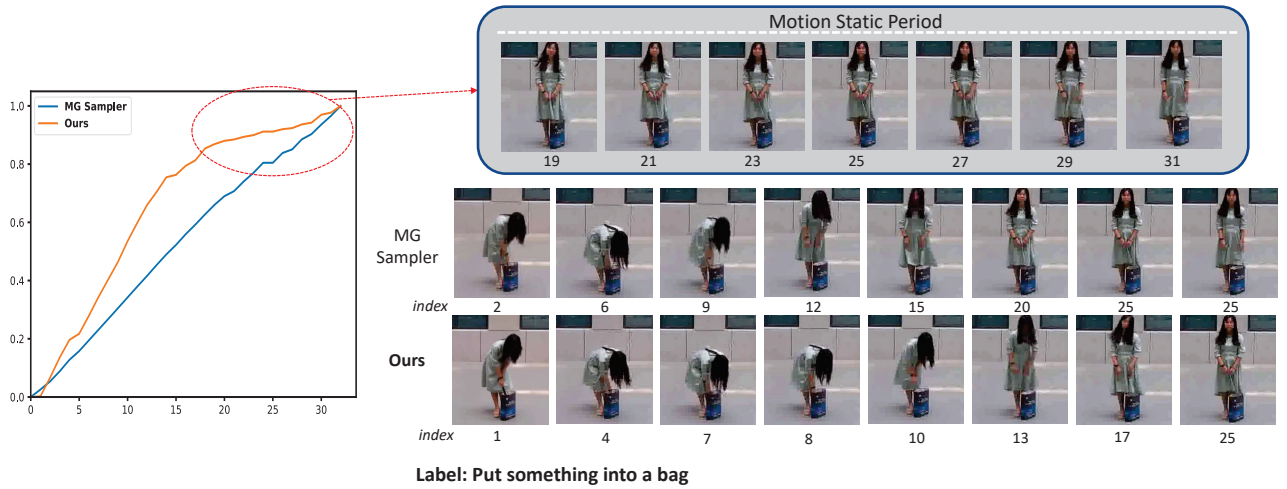 Motion Static Period
19 21 23 25 27 29 31
1.0
0.8
0.6
0.4
0.2
0.0
0 5 10 15 20 25 30
MG Sampler
Ours
MG
Sampler
index 2 6 9 12 15 20 25 25
Ours
index 1 4 7 8 10 13 17 25
Label: Put something into a bag